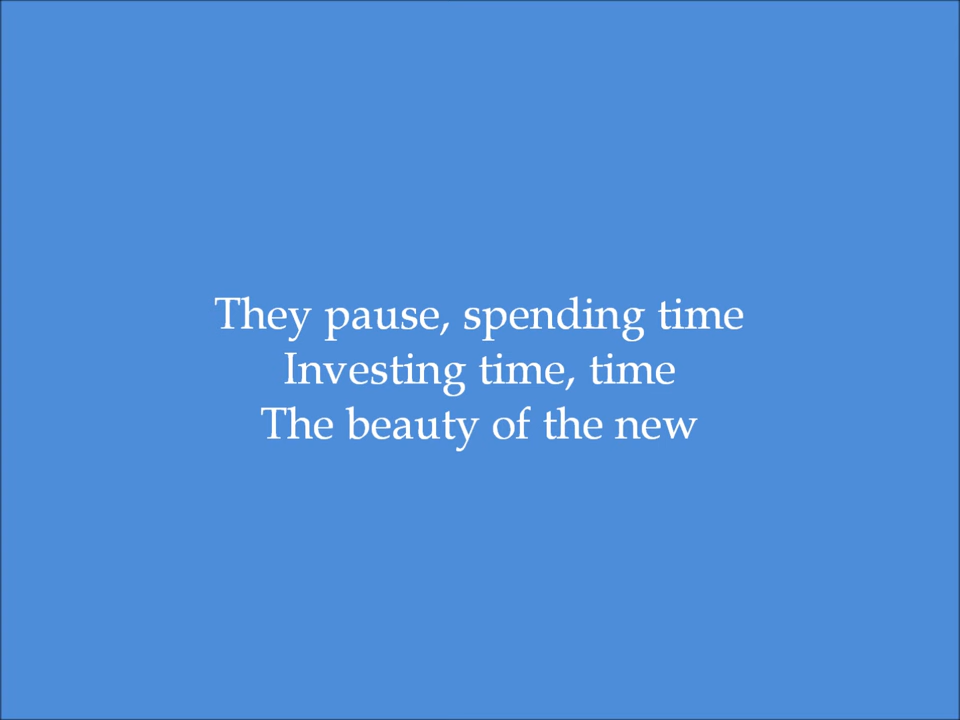 They pause, spending time
Investing time, time
The beauty of the new